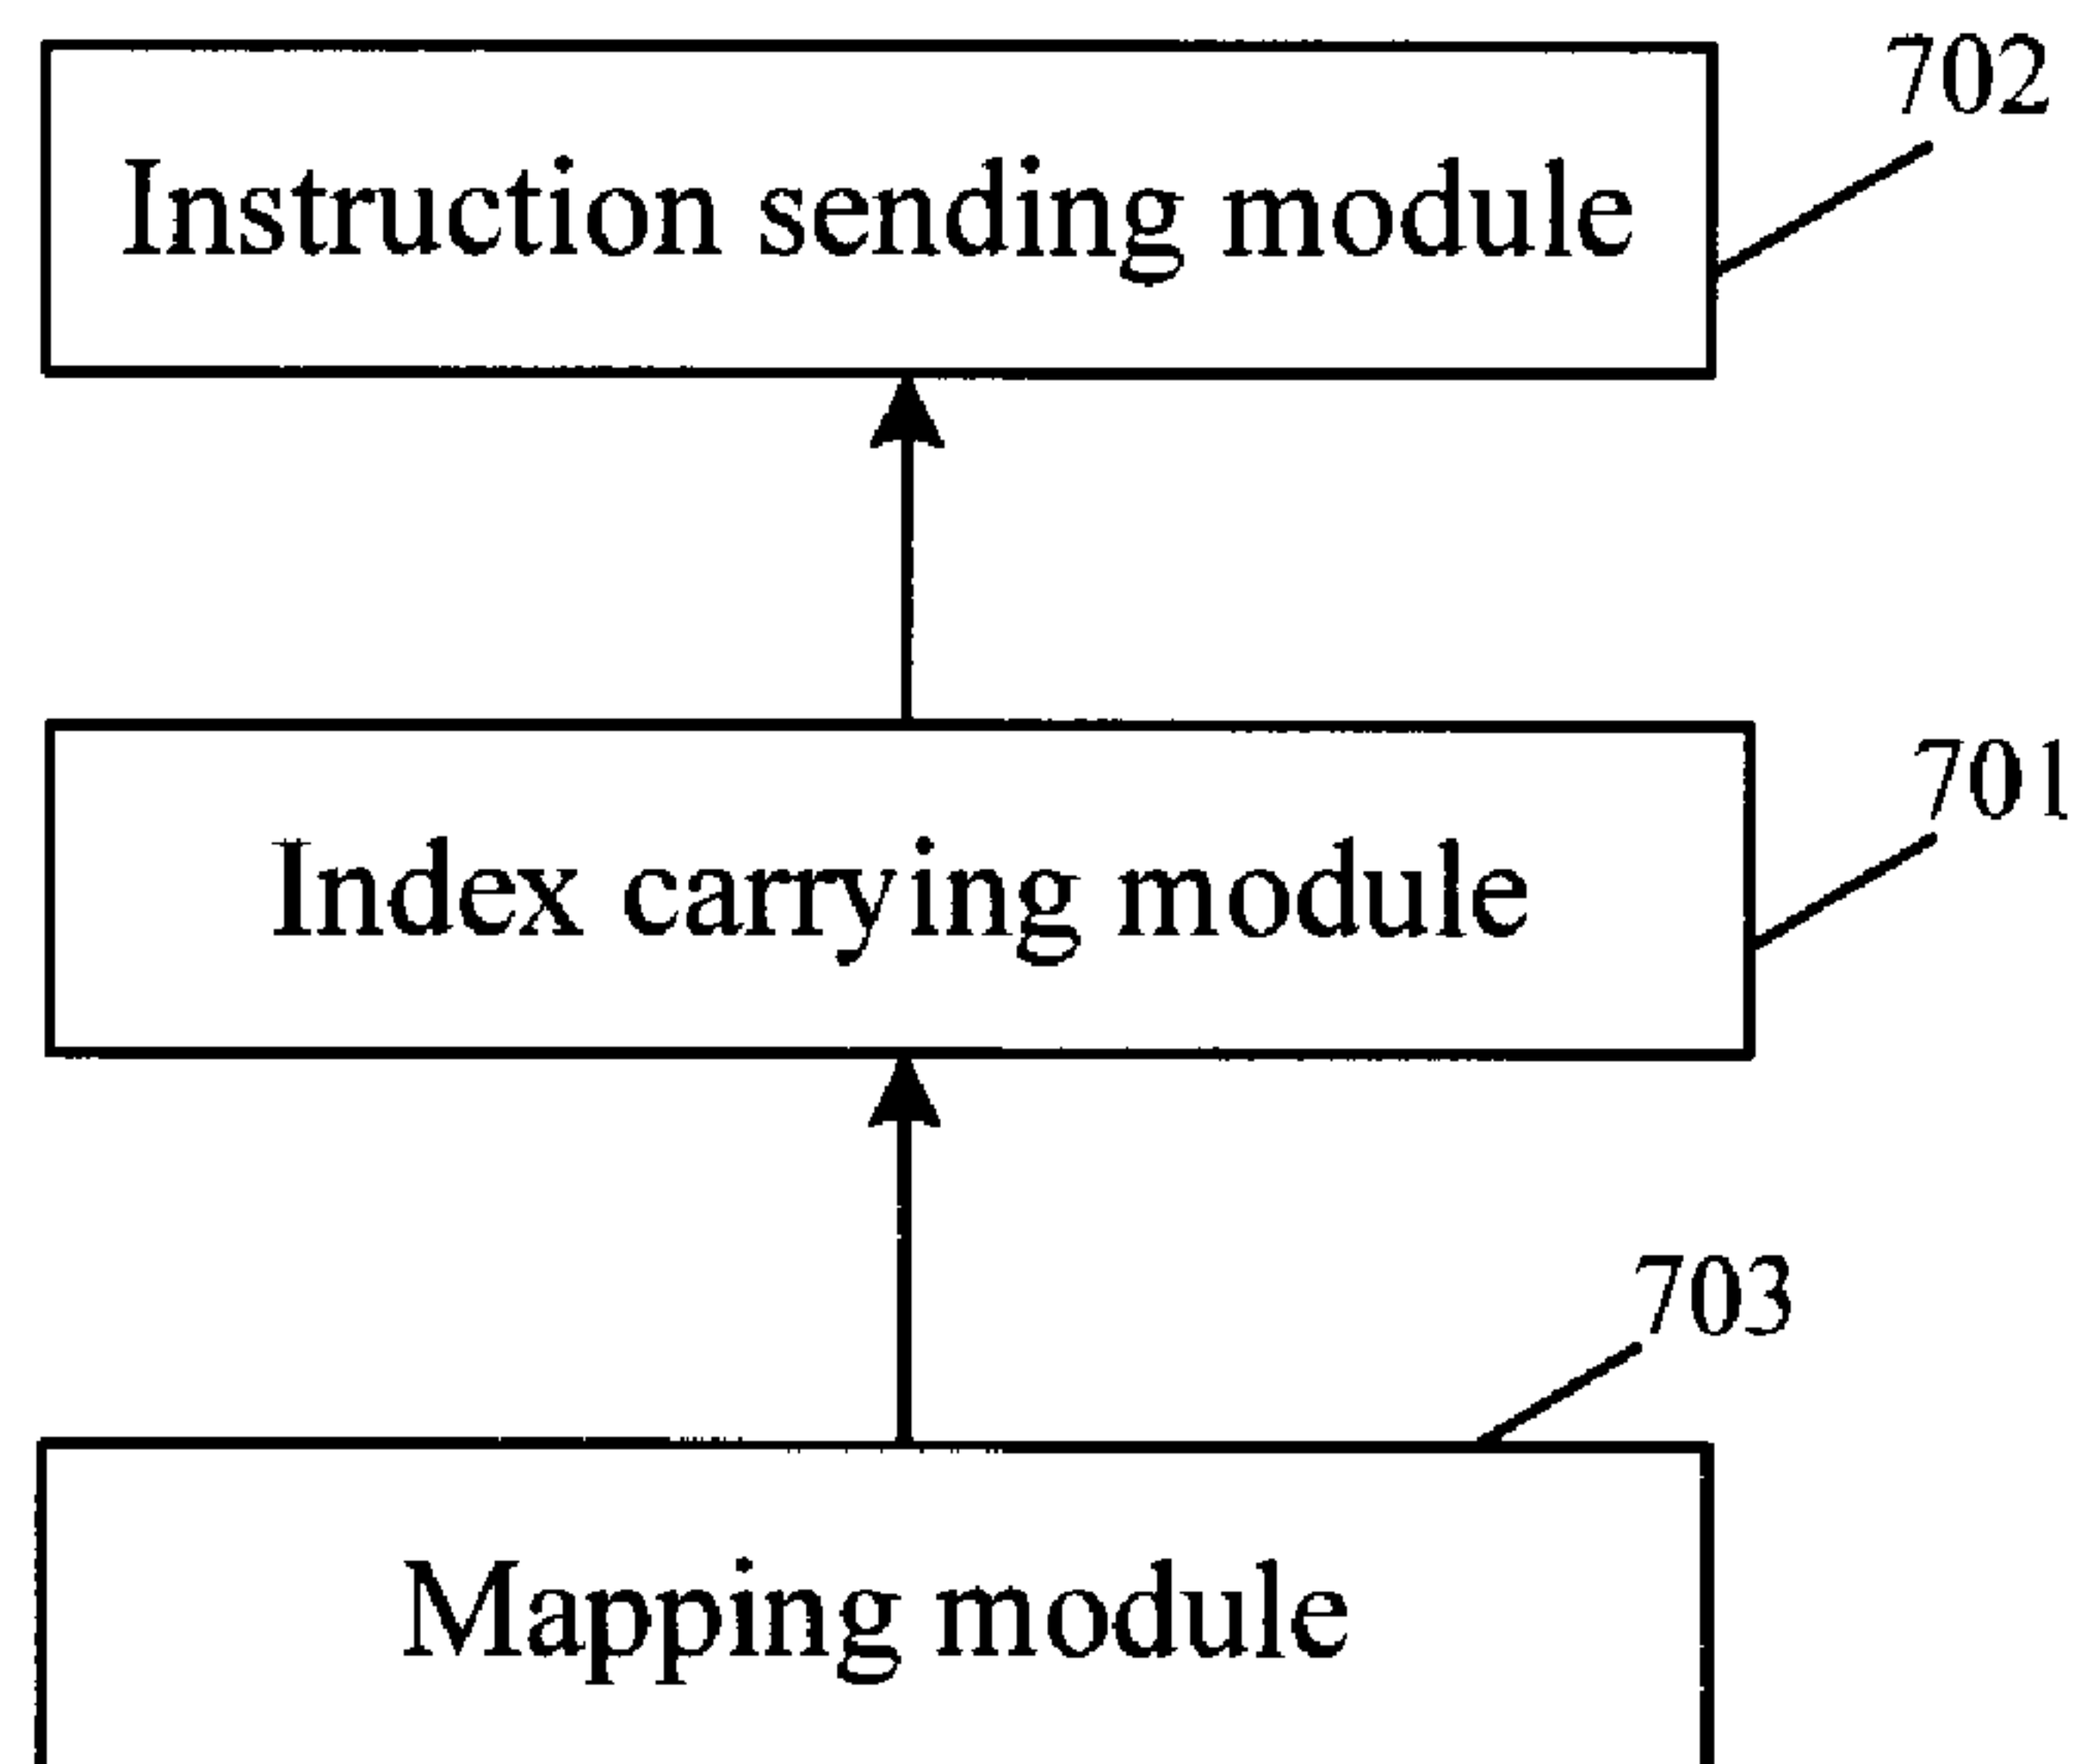 702
Instruction sending module
701
Index carrying module
703
Mapping module